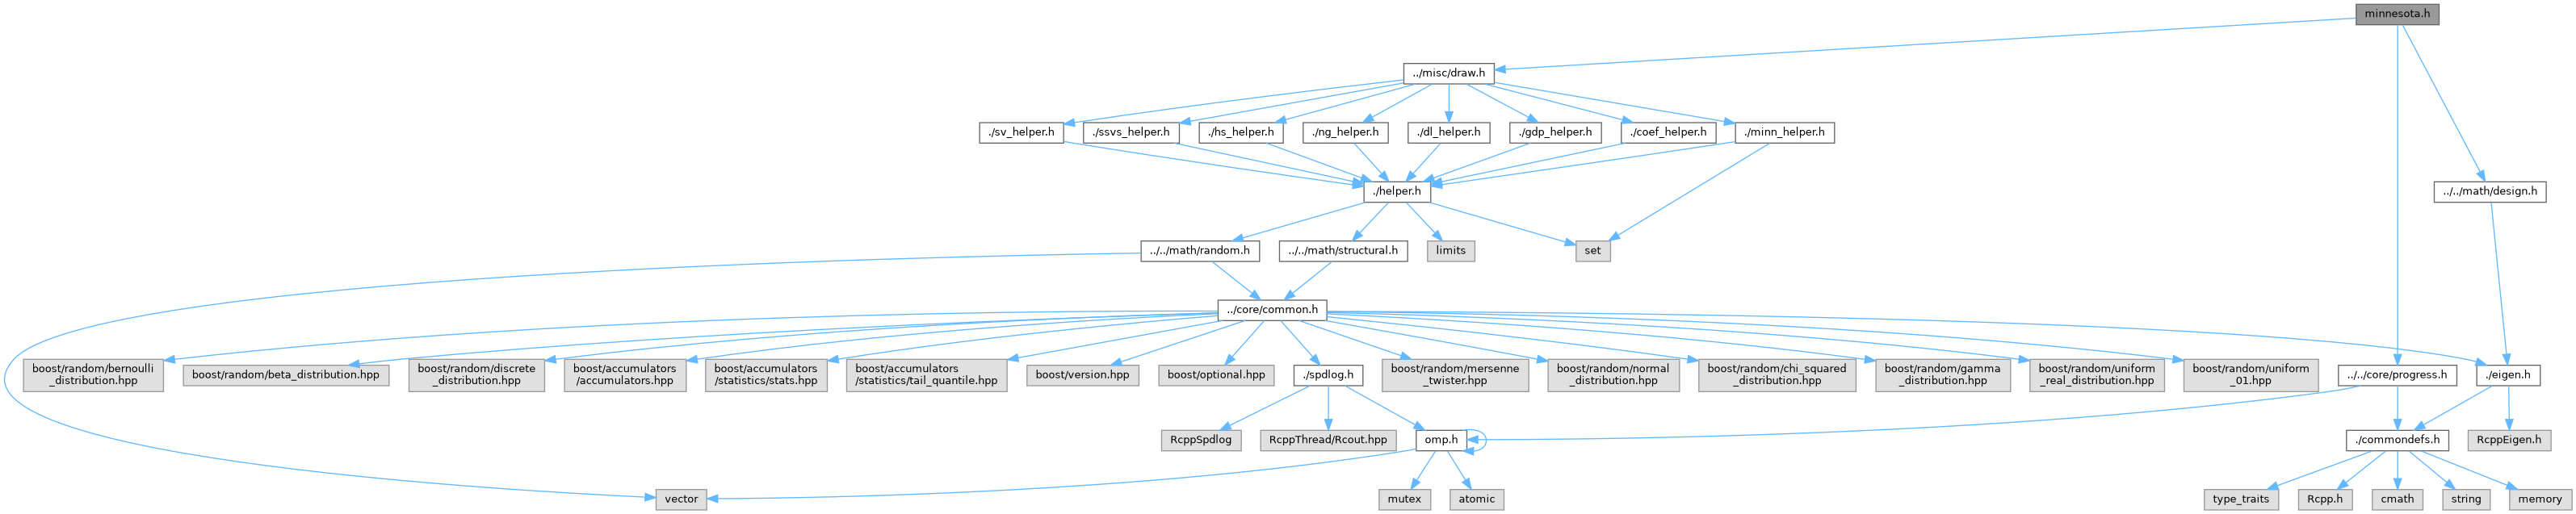 minnesota.h
../misc/draw.h
./sv_helper.h
./ssvs_helper.h
./hs_helper.h
./ng_helper.h
./dl_helper.h
./gdp_helper.h
./coef_helper.h
./minn_helper.h
./helper.h
../../math/design.h
../../math/random.h
../../math/structural.h
limits
set
../core/common.h
boost/random/bernoulli
_distribution.hpp
boost/random/beta_distribution.hpp
boost/random/discrete
_distribution.hpp
boost/accumulators
/accumulators.hpp
boost/accumulators
/statistics/stats.hpp
boost/accumulators
/statistics/tail_quantile.hpp
boost/version.hpp
boost/optional.hpp
./spdlog.h
boost/random/mersenne
_twister.hpp
boost/random/normal
_distribution.hpp
boost/random/chi_squared
_distribution.hpp
boost/random/gamma
_distribution.hpp
boost/random/uniform
_real_distribution.hpp
boost/random/uniform
_01.hpp
../../core/progress.h
./eigen.h
RcppSpdlog
RcppThread/Rcout.hpp
omp.h
./commondefs.h
RcppEigen.h
vector
mutex
atomic
type_traits
Rcpp.h
cmath
string
memory